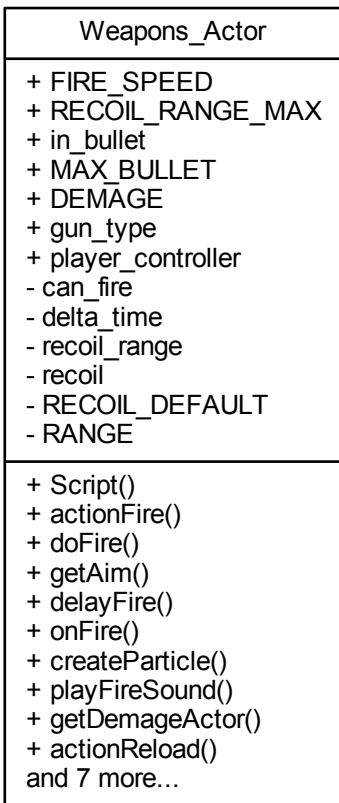 Weapons_Actor
+ FIRE_SPEED
+ RECOIL_RANGE_MAX
+ in_bullet
+ MAX_BULLET
+ DEMAGE
+ gun_type
+ player_controller
- can_fire
- delta_time
- recoil_range
- recoil
- RECOIL_DEFAULT
- RANGE
+ Script()
+ actionFire()
+ doFire()
+ getAim()
+ delayFire()
+ onFire()
+ createParticle()
+ playFireSound()
+ getDemageActor()
+ actionReload()
and 7 more...